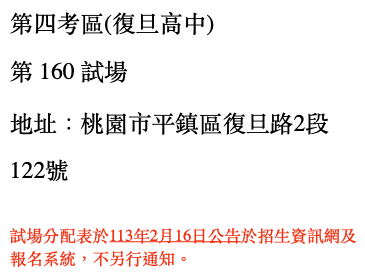 第四考區(復旦高中)
第 160 試場
地址：桃園市平鎮區復旦路2段
122號
試場分配表於113年2月16日公告於招生資訊網及
報名系統，不另行通知。